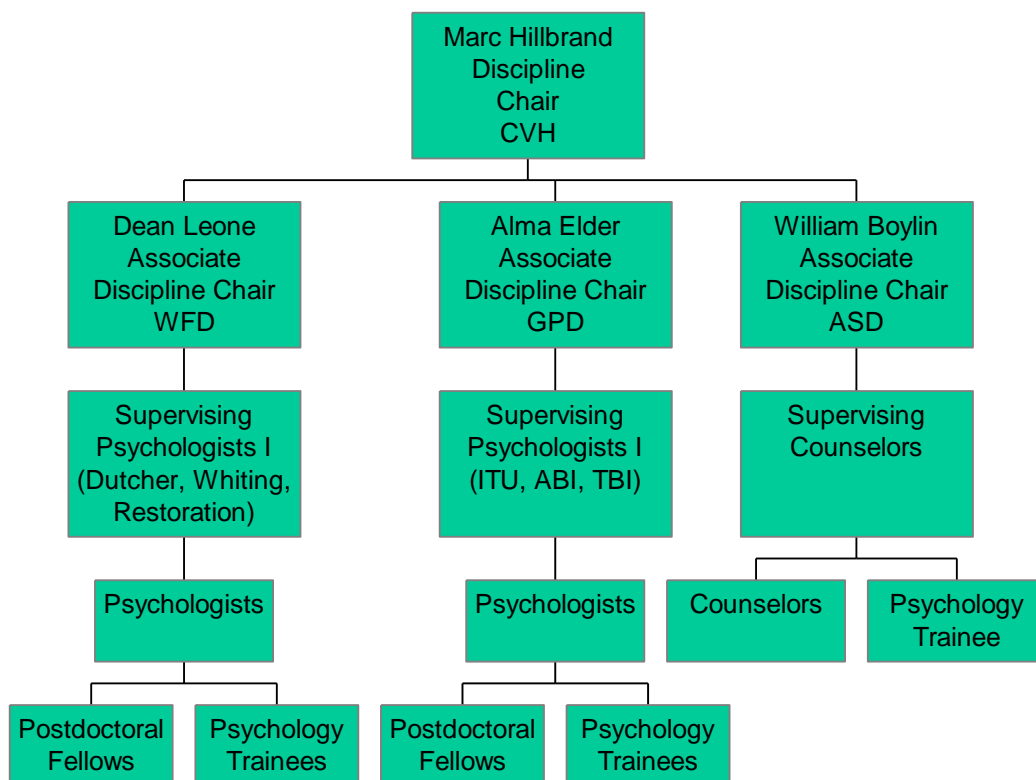 Marc Hillbrand
Discipline
Chair
CVH
Dean Leone
Associate
Discipline Chair
WFD
Alma Elder
Associate
Discipline Chair
GPD
William Boylin
Associate
Discipline Chair
ASD
Supervising
Psychologists I
(Dutcher, Whiting,
Restoration)
Supervising
Psychologists I
(ITU, ABI, TBI)
Supervising
Counselors
Psychologists
Psychologists
Counselors
Psychology
Trainee
Postdoctoral
Fellows
Psychology
Trainees
Postdoctoral
Fellows
Psychology
Trainees